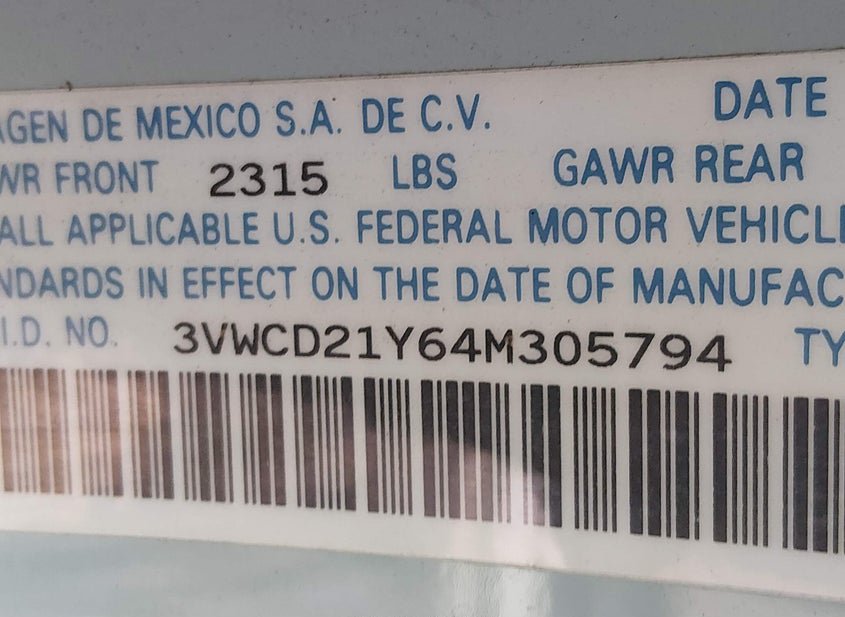 AGEN DE MEXICO S.A. DE C.V. DATE
WR FRONT 2315 LBS GAWR REAR
ALL APPLICABLE U.S. FEDERAL MOTOR VEHICLE
NDARDS IN EFFECT ON THE DATE OF MANUFAC
I.D. NO. 3VWCD21Y64M305794 TY